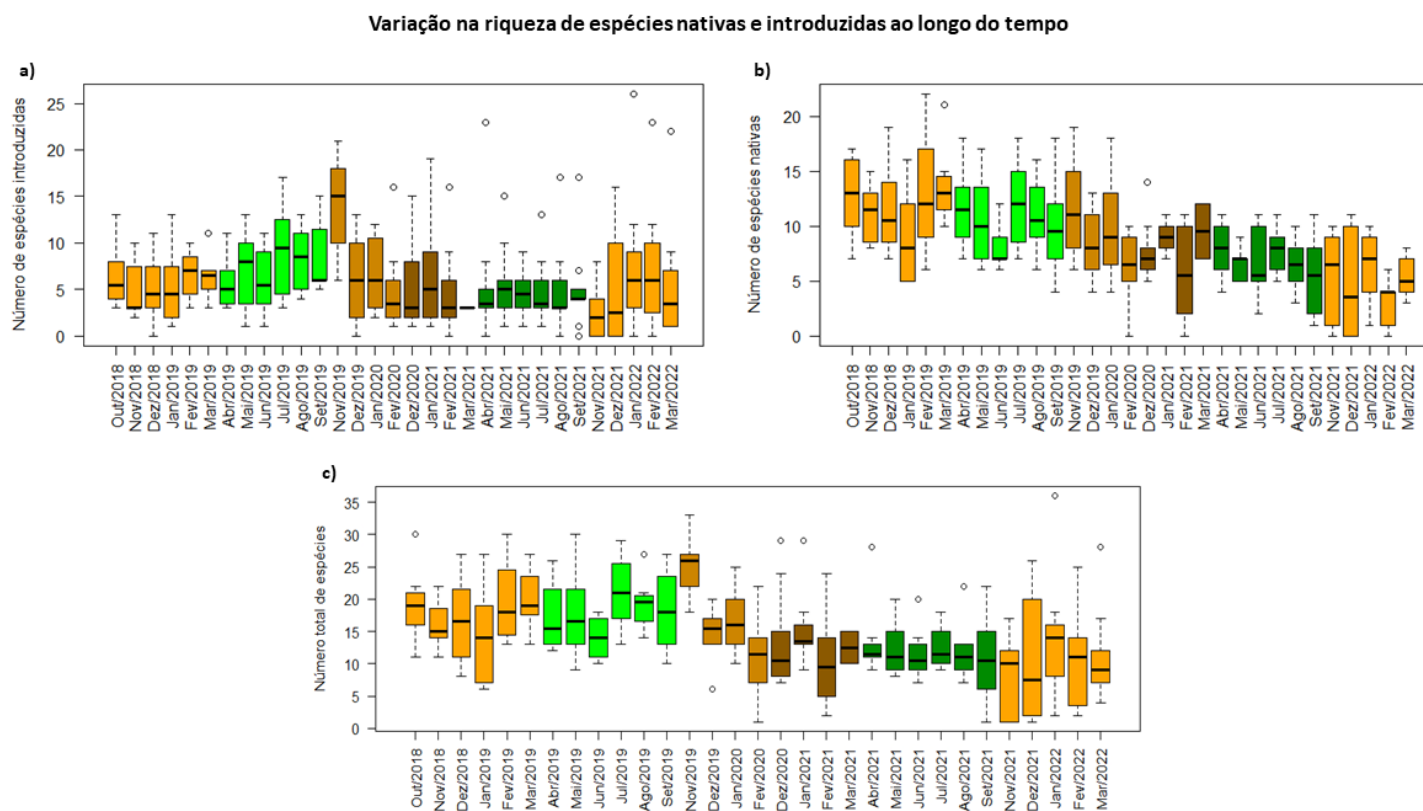 Variação na riqueza de espécies nativas e introduzidas ao longo do tempo
a)
Número de espécies introduzidas
25
20
15
10
5
0
Out/2018
Nov/2018
Dez/2018
Jan/2019
Fev/2019
Mar/2019
Abr/2019
Mai/2019
Jun/2019
Jul/2019
Ago/2019
Set/2019
Nov/2019
Dez/2019
Jan/2020
Fev/2020
Dez/2020
Jan/2021
Fev/2021
Mar/2021
Abr/2021
Mai/2021
Jun/2021
Jul/2021
Ago/2021
Set/2021
Nov/2021
Dez/2021
Jan/2022
Fev/2022
Mar/2022
b)
Número de espécies nativas
20
15
10
5
0
Out/2018
Nov/2018
Dez/2018
Jan/2019
Fev/2019
Mar/2019
Abr/2019
Mai/2019
Jun/2019
Jul/2019
Ago/2019
Set/2019
Nov/2019
Dez/2019
Jan/2020
Fev/2020
Dez/2020
Jan/2021
Fev/2021
Mar/2021
Abr/2021
Mai/2021
Jun/2021
Jul/2021
Ago/2021
Set/2021
Nov/2021
Dez/2021
Jan/2022
Fev/2022
Mar/2022
c)
Número total de espécies
35
30
25
20
15
10
5
0
Out/2018
Nov/2018
Dez/2018
Jan/2019
Fev/2019
Mar/2019
Abr/2019
Mai/2019
Jun/2019
Jul/2019
Ago/2019
Set/2019
Nov/2019
Dez/2019
Jan/2020
Fev/2020
Dez/2020
Jan/2021
Fev/2021
Mar/2021
Abr/2021
Mai/2021
Jun/2021
Jul/2021
Ago/2021
Set/2021
Nov/2021
Dez/2021
Jan/2022
Fev/2022
Mar/2022